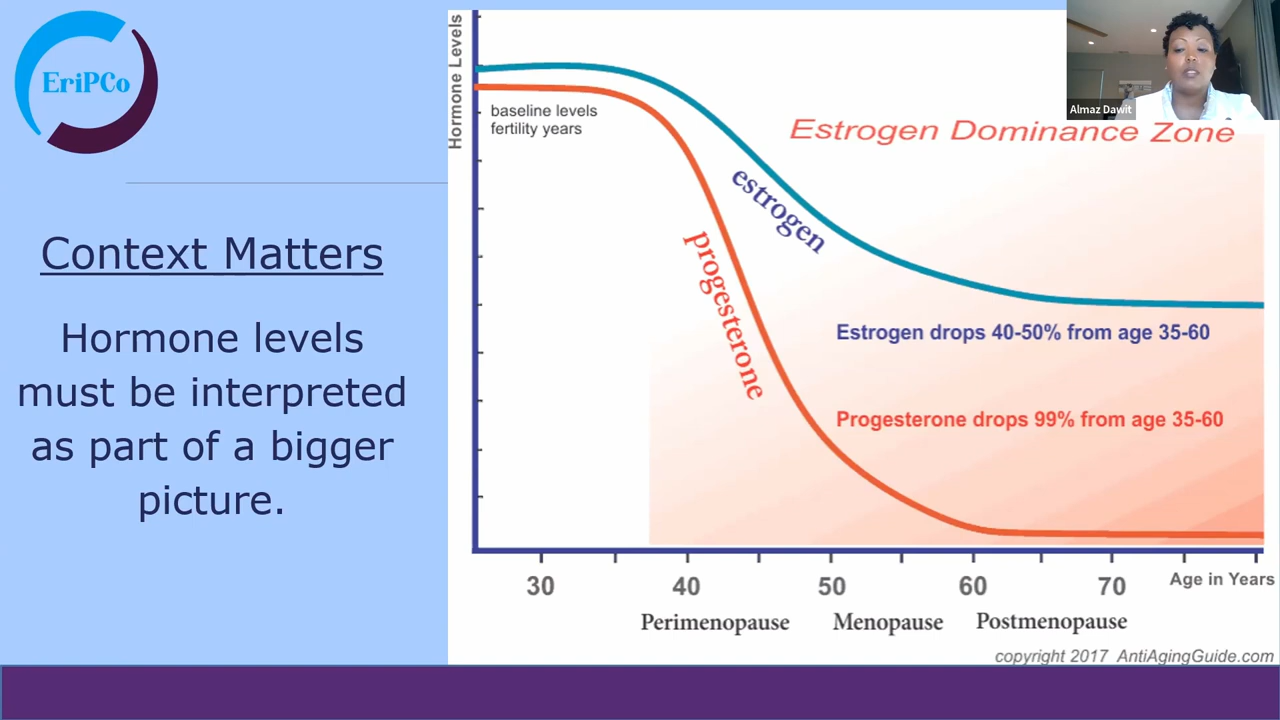 EriPCo
Context Matters
Hormone levels
must be interpreted
as part of a bigger
picture.
Hormone Levels
baseline levels
fertility years
Estrogen Dominance Zone
estrogen
progesterone
Estrogen drops 40-50% from age 35-60
Progesterone drops 99% from age 35-60
30 40 50 60 70 Age in Years
Perimenopause Menopause Postmenopause
copyright 2017 AntiAgingGuide.com
Almaz Dawit